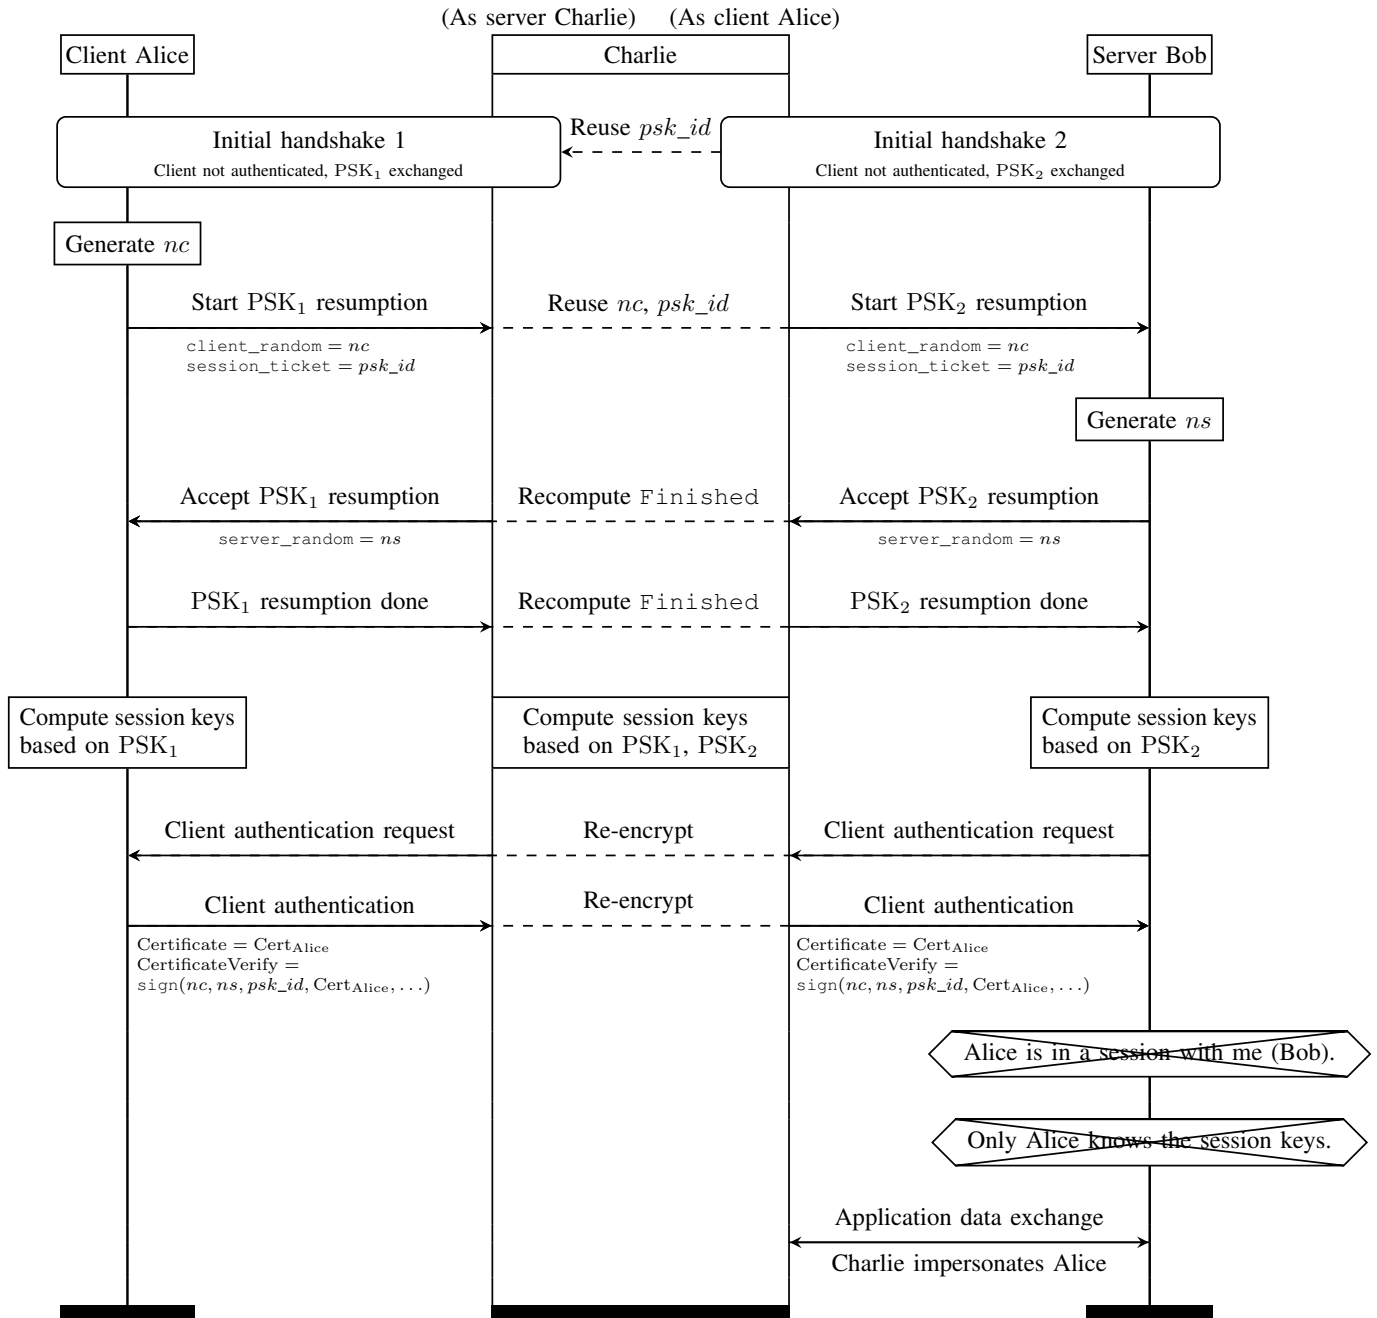 (As server Charlie) (As client Alice)
Client Alice Charlie Server Bob
Reuse psk_id
Initial handshake 1 Initial handshake 2
Client not authenticated, PSK₁ exchanged Client not authenticated, PSK₂ exchanged
Generate nc
Start PSK₁ resumption Reuse nc, psk_id Start PSK₂ resumption
client_random = nc client_random = nc
session_ticket = psk_id session_ticket = psk_id
Generate ns
Accept PSK₁ resumption Recompute Finished Accept PSK₂ resumption
server_random = ns server_random = ns
PSK₁ resumption done Recompute Finished PSK₂ resumption done
Compute session keys Compute session keys Compute session keys
based on PSK₁ based on PSK₁, PSK₂ based on PSK₂
Client authentication request Re-encrypt Client authentication request
Client authentication Re-encrypt Client authentication
Certificate = Cert_Alice Certificate = Cert_Alice
CertificateVerify = CertificateVerify =
sign(nc, ns, psk_id, Cert_Alice, ...) sign(nc, ns, psk_id, Cert_Alice, ...)
Alice is in a session with me (Bob).
Only Alice knows the session keys.
Application data exchange
Charlie impersonates Alice